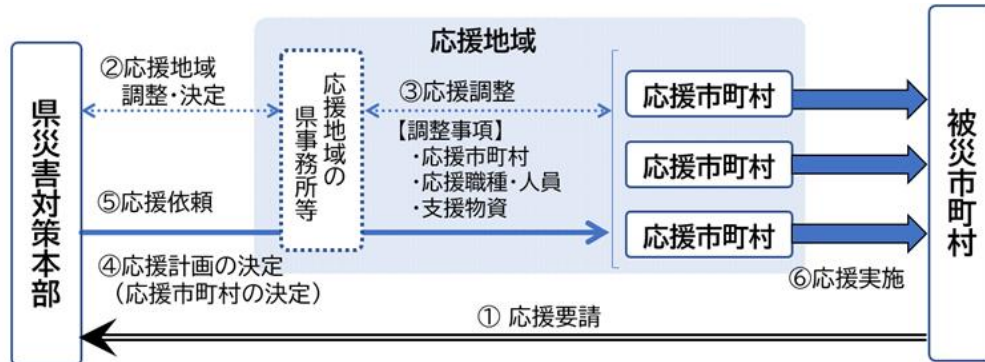 県災害対策本部
②応援地域
調整・決定
応援地域
応援地域の
県事務所等
③応援調整
【調整事項】
・応援市町村
・応援職種・人員
・支援物資
応援市町村
応援市町村
応援市町村
被災市町村
⑤応援依頼
④応援計画の決定
（応援市町村の決定）
⑥応援実施
① 応援要請